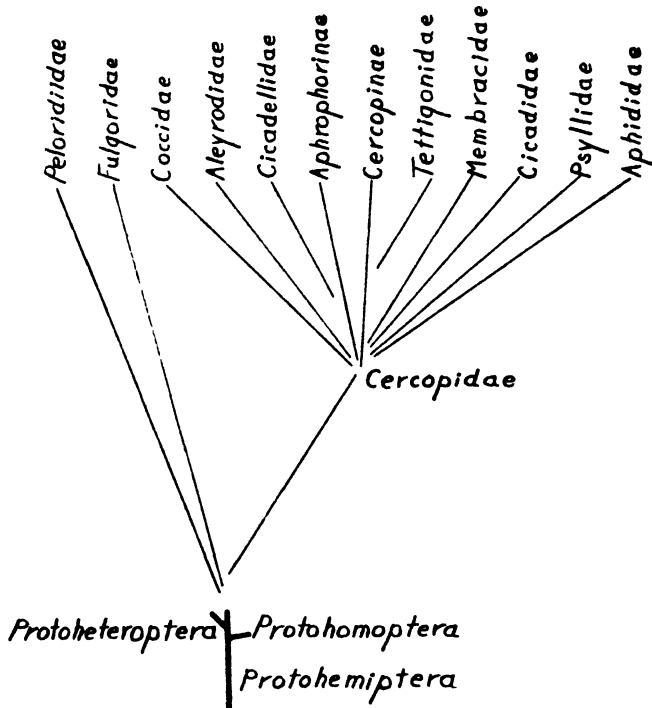 Peloridiidae
Fulgoridae
Coccidae
Aleyrodidae
Cicadellidae
Aphrophorinae
Cercopinae
Tettigonidae
Membracidae
Cicadidae
Psyllidae
Aphididae
Cercopidae
Protoheteroptera
Protohomoptera
Protohemiptera